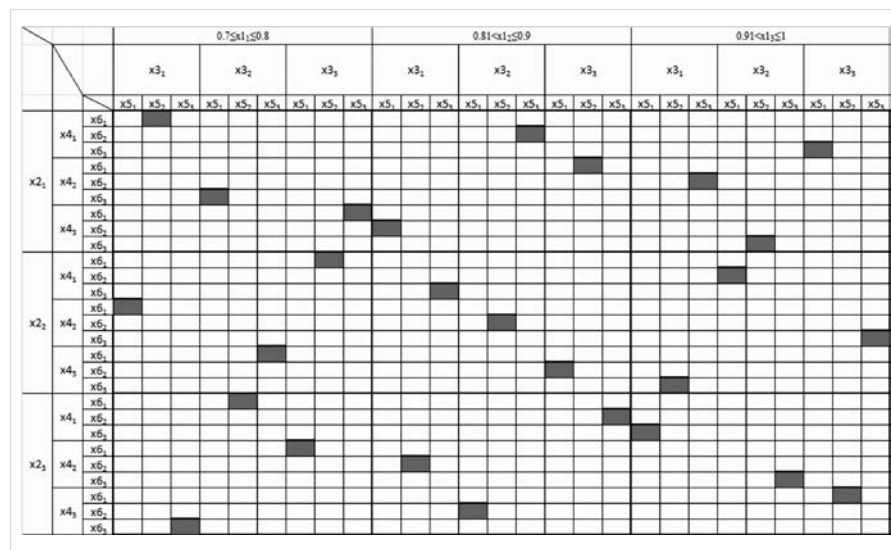 0.7≤x1₁≤0.8 0.81<x1₂≤0.9 0.91<x1₃≤1
x3₁ x3₂ x3₃ x3₁ x3₂ x3₃ x3₁ x3₂ x3₃
x5₁ x5₂ x5₃ x5₁ x5₂ x5₃ x5₁ x5₂ x5₃ x5₁ x5₂ x5₃ x5₁ x5₂ x5₃ x5₁ x5₂ x5₃ x5₁ x5₂ x5₃ x5₁ x5₂ x5₃ x5₁ x5₂ x5₃
x6₁
x4₁ x6₂
x6₃
x6₁
x2₁ x4₂ x6₂
x6₃
x6₁
x4₃ x6₂
x6₃
x6₁
x4₁ x6₂
x6₃
x6₁
x2₂ x4₂ x6₂
x6₃
x6₁
x4₃ x6₂
x6₃
x6₁
x4₁ x6₂
x6₃
x6₁
x2₃ x4₂ x6₂
x6₃
x6₁
x4₃ x6₂
x6₃